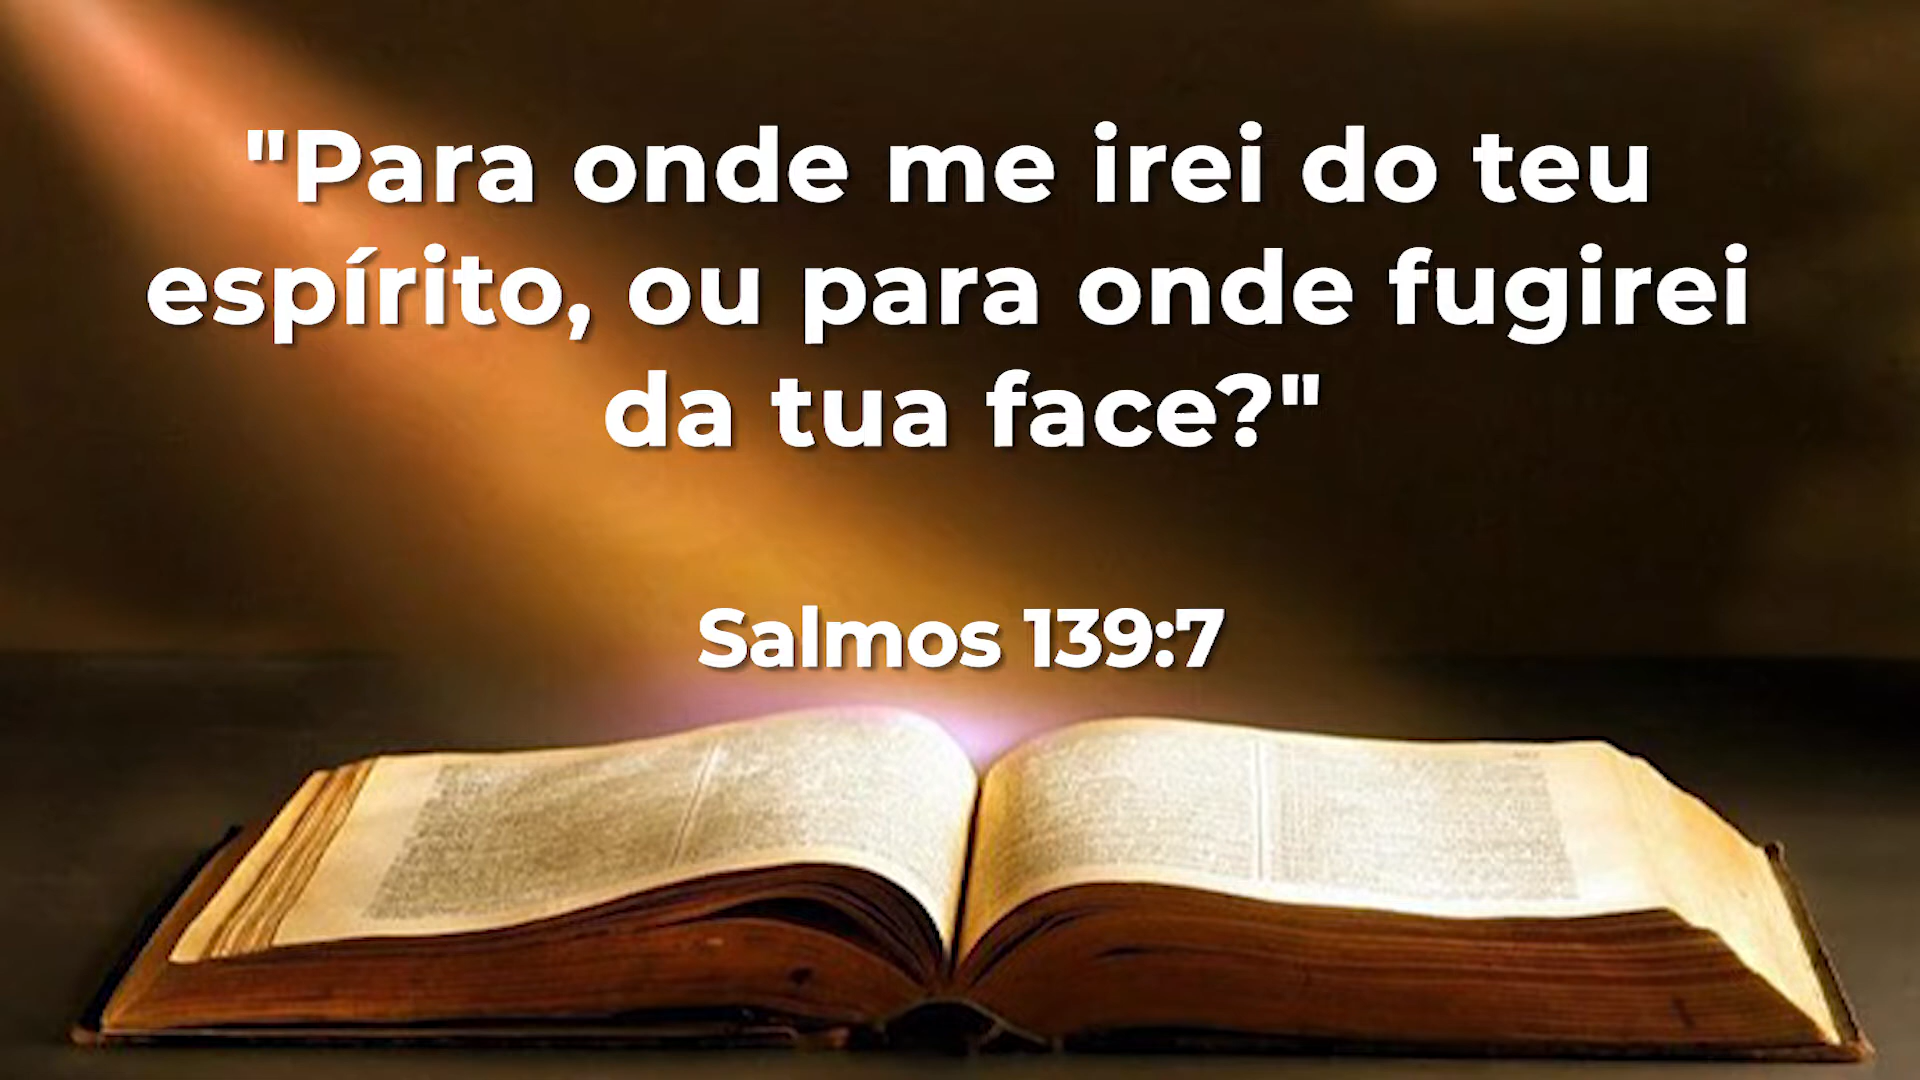 "Para onde me irei do teu
espírito, ou para onde fugirei
da tua face?"
Salmos 139:7